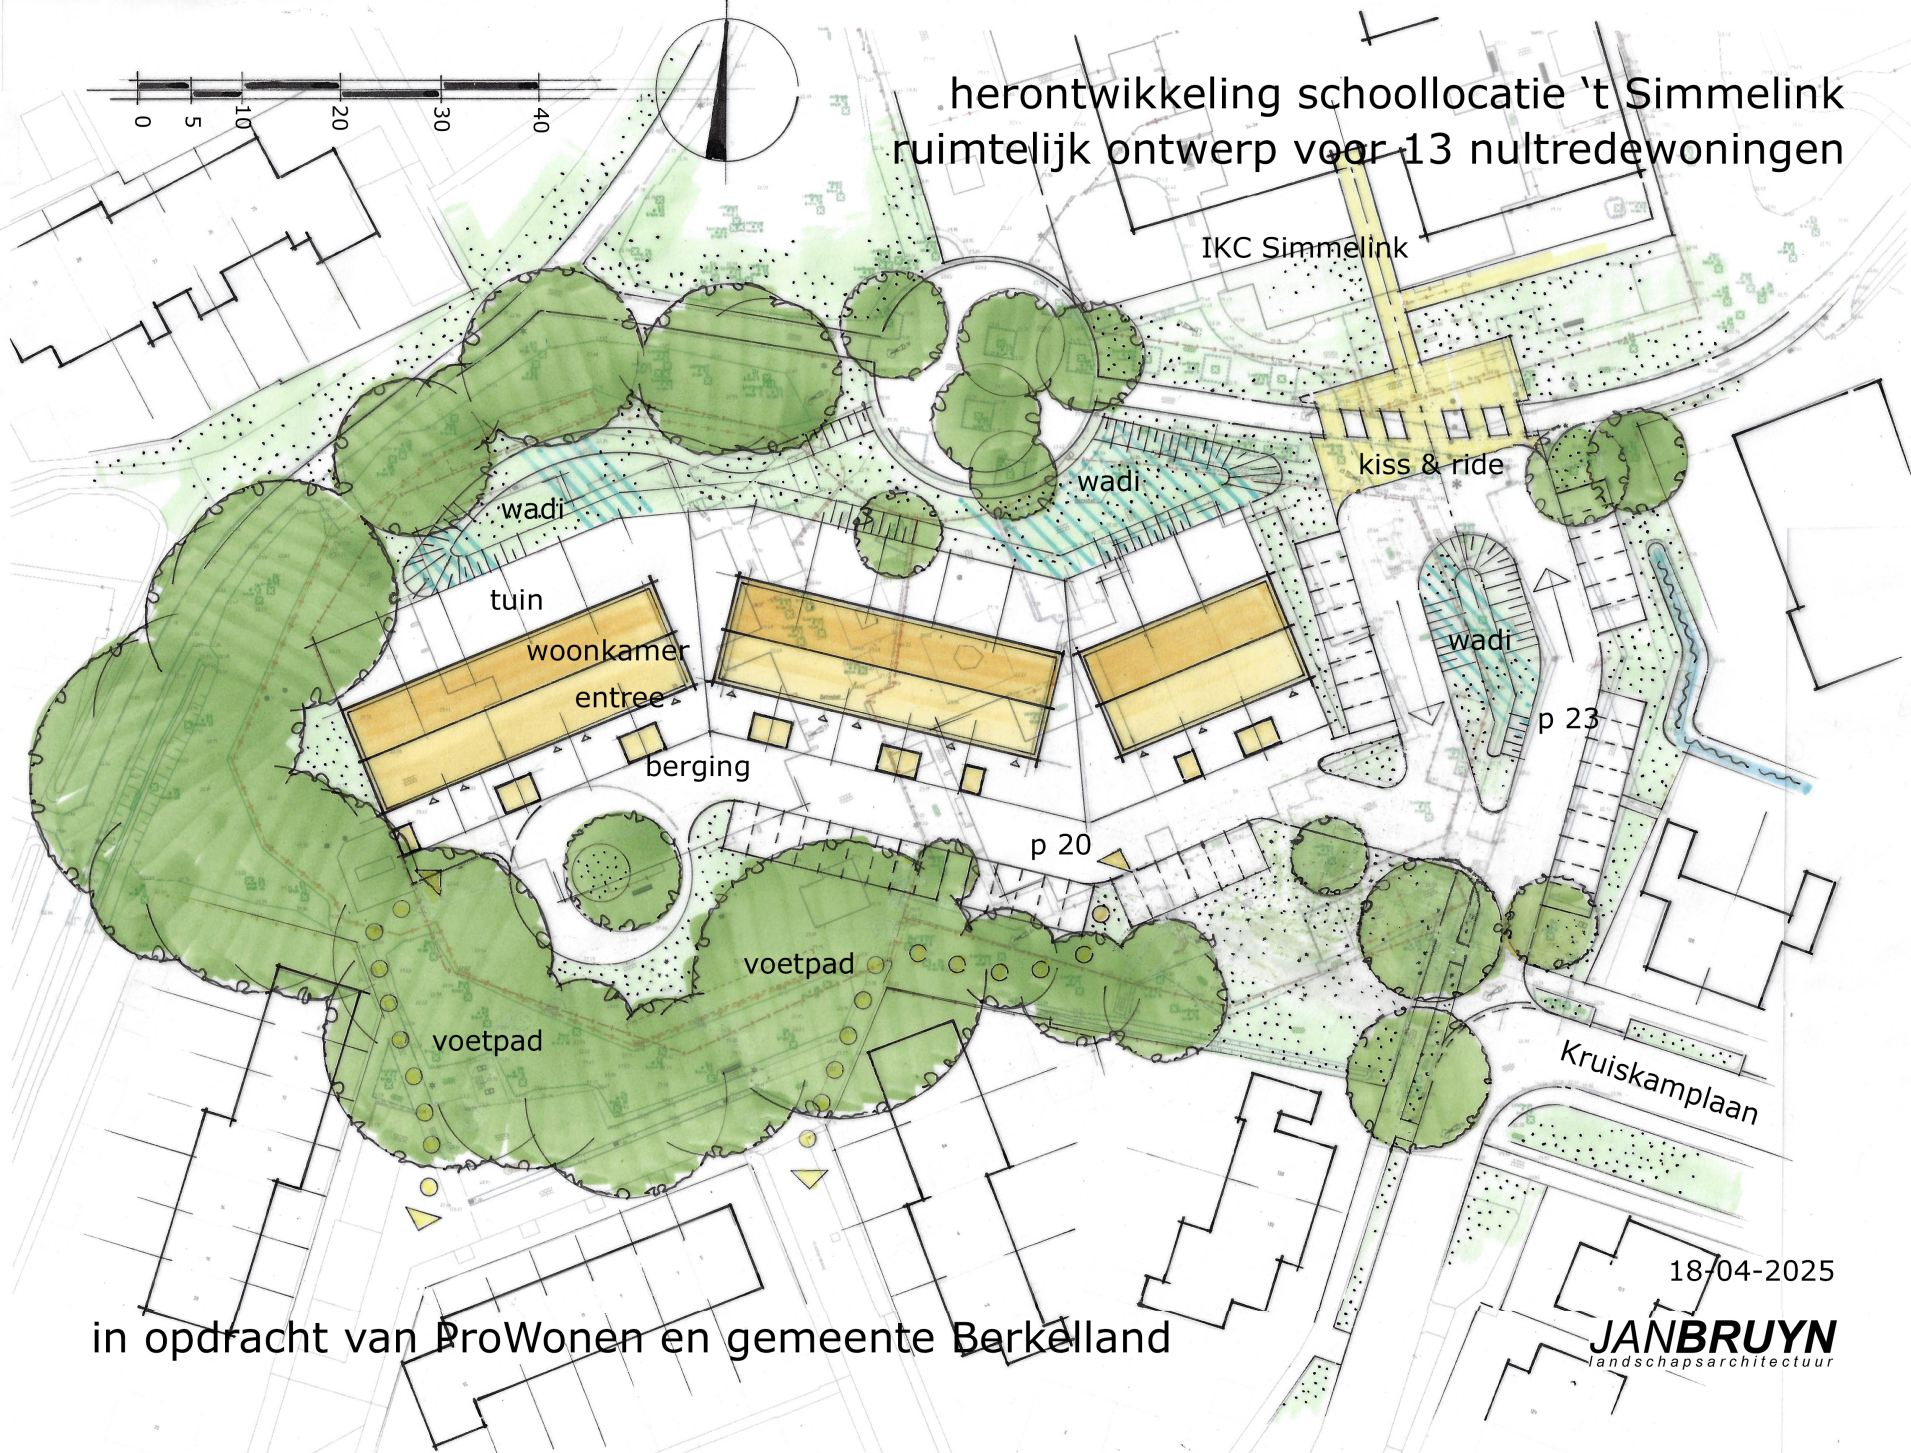 0 5 10 20 30 40
herontwikkeling schoollocatie ‘t Simmelink
ruimtelijk ontwerp voor 13 nultredewoningen
IKC Simmelink
kiss & ride
wadi
wadi
tuin
woonkamer
wadi
entree
p 23
berging
p 20
voetpad
voetpad
Kruiskamplaan
18-04-2025
in opdracht van ProWonen en gemeente Berkelland
JANBRUYN
landschapsarchitectuur